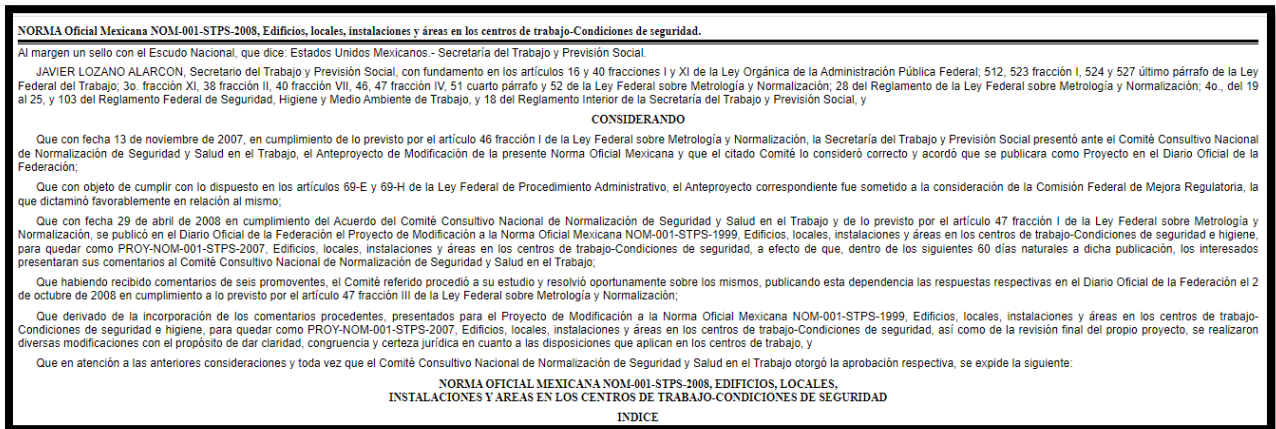 NORMA Oficial Mexicana NOM-001-STPS-2008, Edificios, locales, instalaciones y áreas en los centros de trabajo-Condiciones de seguridad.
Al margen un sello con el Escudo Nacional, que dice: Estados Unidos Mexicanos.- Secretaría del Trabajo y Previsión Social.
JAVIER LOZANO ALARCON, Secretario del Trabajo y Previsión Social, con fundamento en los artículos 16 y 40 fracciones I y XI de la Ley Orgánica de la Administración Pública Federal; 512, 523 fracción I, 524 y 527 último párrafo de la Ley
Federal del Trabajo; 3o. fracción XI, 38 fracción II, 40 fracción VII, 46, 47 fracción IV, 51 cuarto párrafo y 52 de la Ley Federal sobre Metrología y Normalización; 28 del Reglamento de la Ley Federal sobre Metrología y Normalización; 4o., del 19
al 25, y 103 del Reglamento Federal de Seguridad, Higiene y Medio Ambiente de Trabajo, y 18 del Reglamento Interior de la Secretaría del Trabajo y Previsión Social, y
CONSIDERANDO
Que con fecha 13 de noviembre de 2007, en cumplimiento de lo previsto por el artículo 46 fracción I de la Ley Federal sobre Metrología y Normalización, la Secretaría del Trabajo y Previsión Social presentó ante el Comité Consultivo Nacional
de Normalización de Seguridad y Salud en el Trabajo, el Anteproyecto de Modificación de la presente Norma Oficial Mexicana y que el citado Comité lo consideró correcto y acordó que se publicara como Proyecto en el Diario Oficial de la
Federación;
Que con objeto de cumplir con lo dispuesto en los artículos 69-E y 69-H de la Ley Federal de Procedimiento Administrativo, el Anteproyecto correspondiente fue sometido a la consideración de la Comisión Federal de Mejora Regulatoria, la
que dictaminó favorablemente en relación al mismo;
Que con fecha 29 de abril de 2008 en cumplimiento del Acuerdo del Comité Consultivo Nacional de Normalización de Seguridad y Salud en el Trabajo y de lo previsto por el artículo 47 fracción I de la Ley Federal sobre Metrología y
Normalización, se publicó en el Diario Oficial de la Federación el Proyecto de Modificación a la Norma Oficial Mexicana NOM-001-STPS-1999, Edificios, locales, instalaciones y áreas en los centros de trabajo-Condiciones de seguridad e higiene,
para quedar como PROY-NOM-001-STPS-2007, Edificios, locales, instalaciones y áreas en los centros de trabajo-Condiciones de seguridad, a efecto de que, dentro de los siguientes 60 días naturales a dicha publicación, los interesados
presentaran sus comentarios al Comité Consultivo Nacional de Normalización de Seguridad y Salud en el Trabajo;
Que habiendo recibido comentarios de seis promoventes, el Comité referido procedió a su estudio y resolvió oportunamente sobre los mismos, publicando esta dependencia las respuestas respectivas en el Diario Oficial de la Federación el 2
de octubre de 2008 en cumplimiento a lo previsto por el artículo 47 fracción III de la Ley Federal sobre Metrología y Normalización;
Que derivado de la incorporación de los comentarios procedentes, presentados para el Proyecto de Modificación a la Norma Oficial Mexicana NOM-001-STPS-1999, Edificios, locales, instalaciones y áreas en los centros de trabajo-
Condiciones de seguridad e higiene, para quedar como PROY-NOM-001-STPS-2007, Edificios, locales, instalaciones y áreas en los centros de trabajo-Condiciones de seguridad, así como de la revisión final del propio proyecto, se realizaron
diversas modificaciones con el propósito de dar claridad, congruencia y certeza jurídica en cuanto a las disposiciones que aplican en los centros de trabajo, y
Que en atención a las anteriores consideraciones y toda vez que el Comité Consultivo Nacional de Normalización de Seguridad y Salud en el Trabajo otorgó la aprobación respectiva, se expide la siguiente:
NORMA OFICIAL MEXICANA NOM-001-STPS-2008, EDIFICIOS, LOCALES,
INSTALACIONES Y AREAS EN LOS CENTROS DE TRABAJO-CONDICIONES DE SEGURIDAD
INDICE